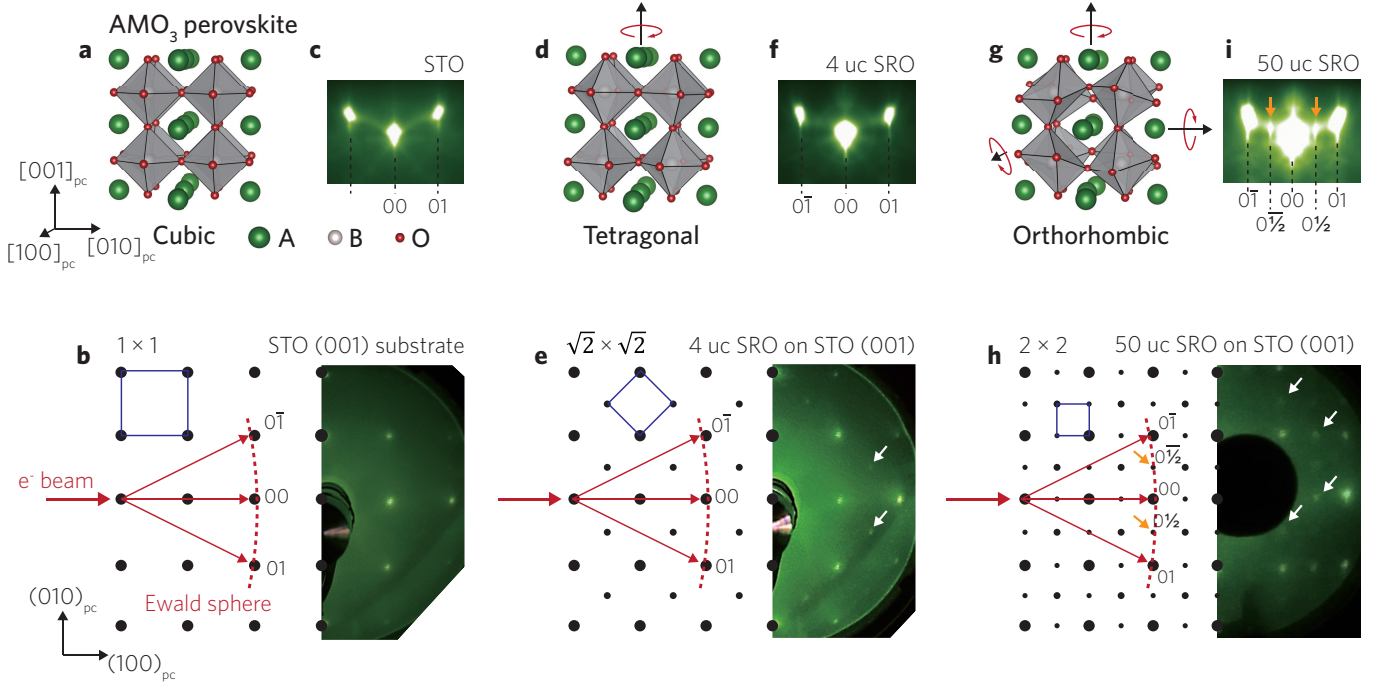 AMO₃ perovskite
a
c
STO
00
01
[001]pc
[100]pc
[010]pc
Cubic
A
B
O
d
Tetragonal
f
4 uc SRO
01̅
00
01
g
Orthorhombic
i
50 uc SRO
01̅
00
01
0½̅
0½
b
1 × 1
STO (001) substrate
01̅
e⁻ beam
00
01
Ewald sphere
(010)pc
(100)pc
e
√2 × √2
4 uc SRO on STO (001)
01̅
00
01
h
2 × 2
50 uc SRO on STO (001)
01̅
0½̅
00
0½
01